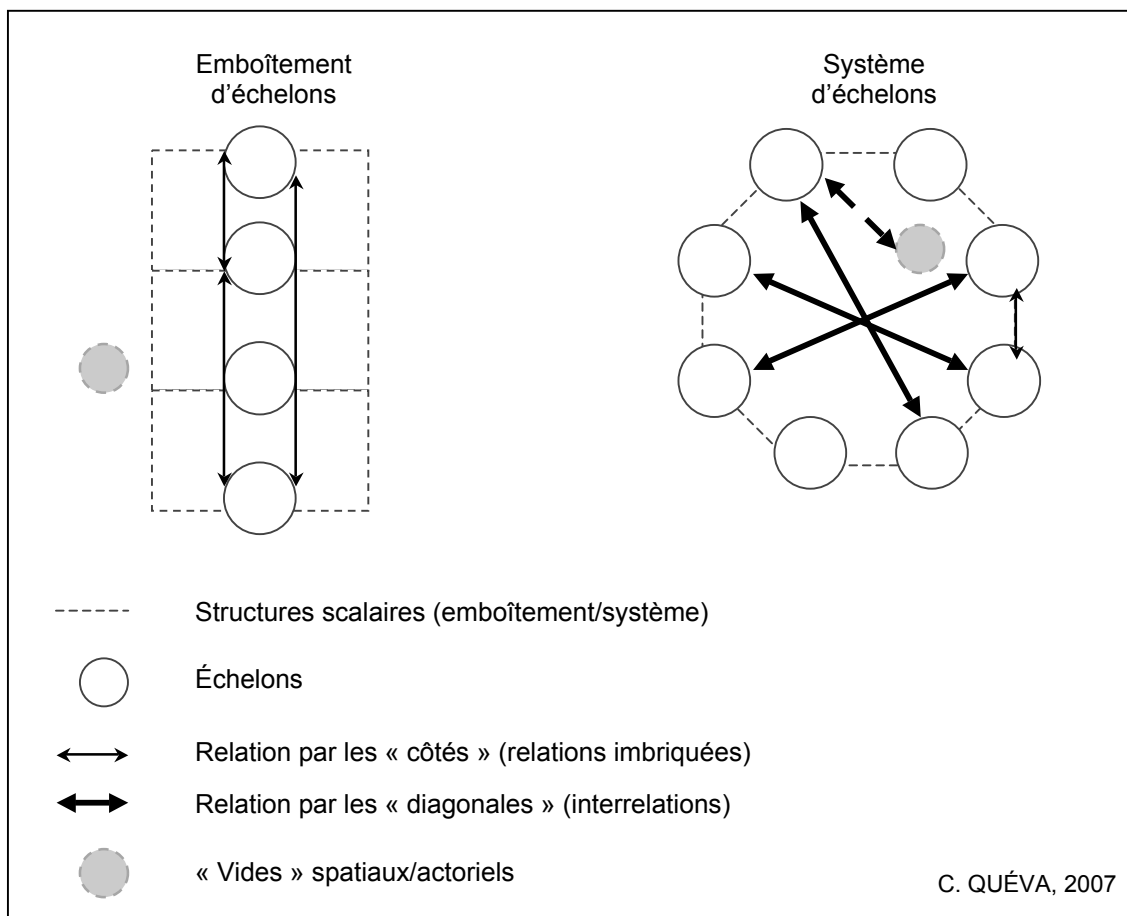 Emboîtement
d’échelons
Système
d’échelons
Structures scalaires (emboîtement/système)
Échelons
Relation par les « côtés » (relations imbriquées)
Relation par les « diagonales » (interrelations)
« Vides » spatiaux/actoriels
C. QUÉVA, 2007